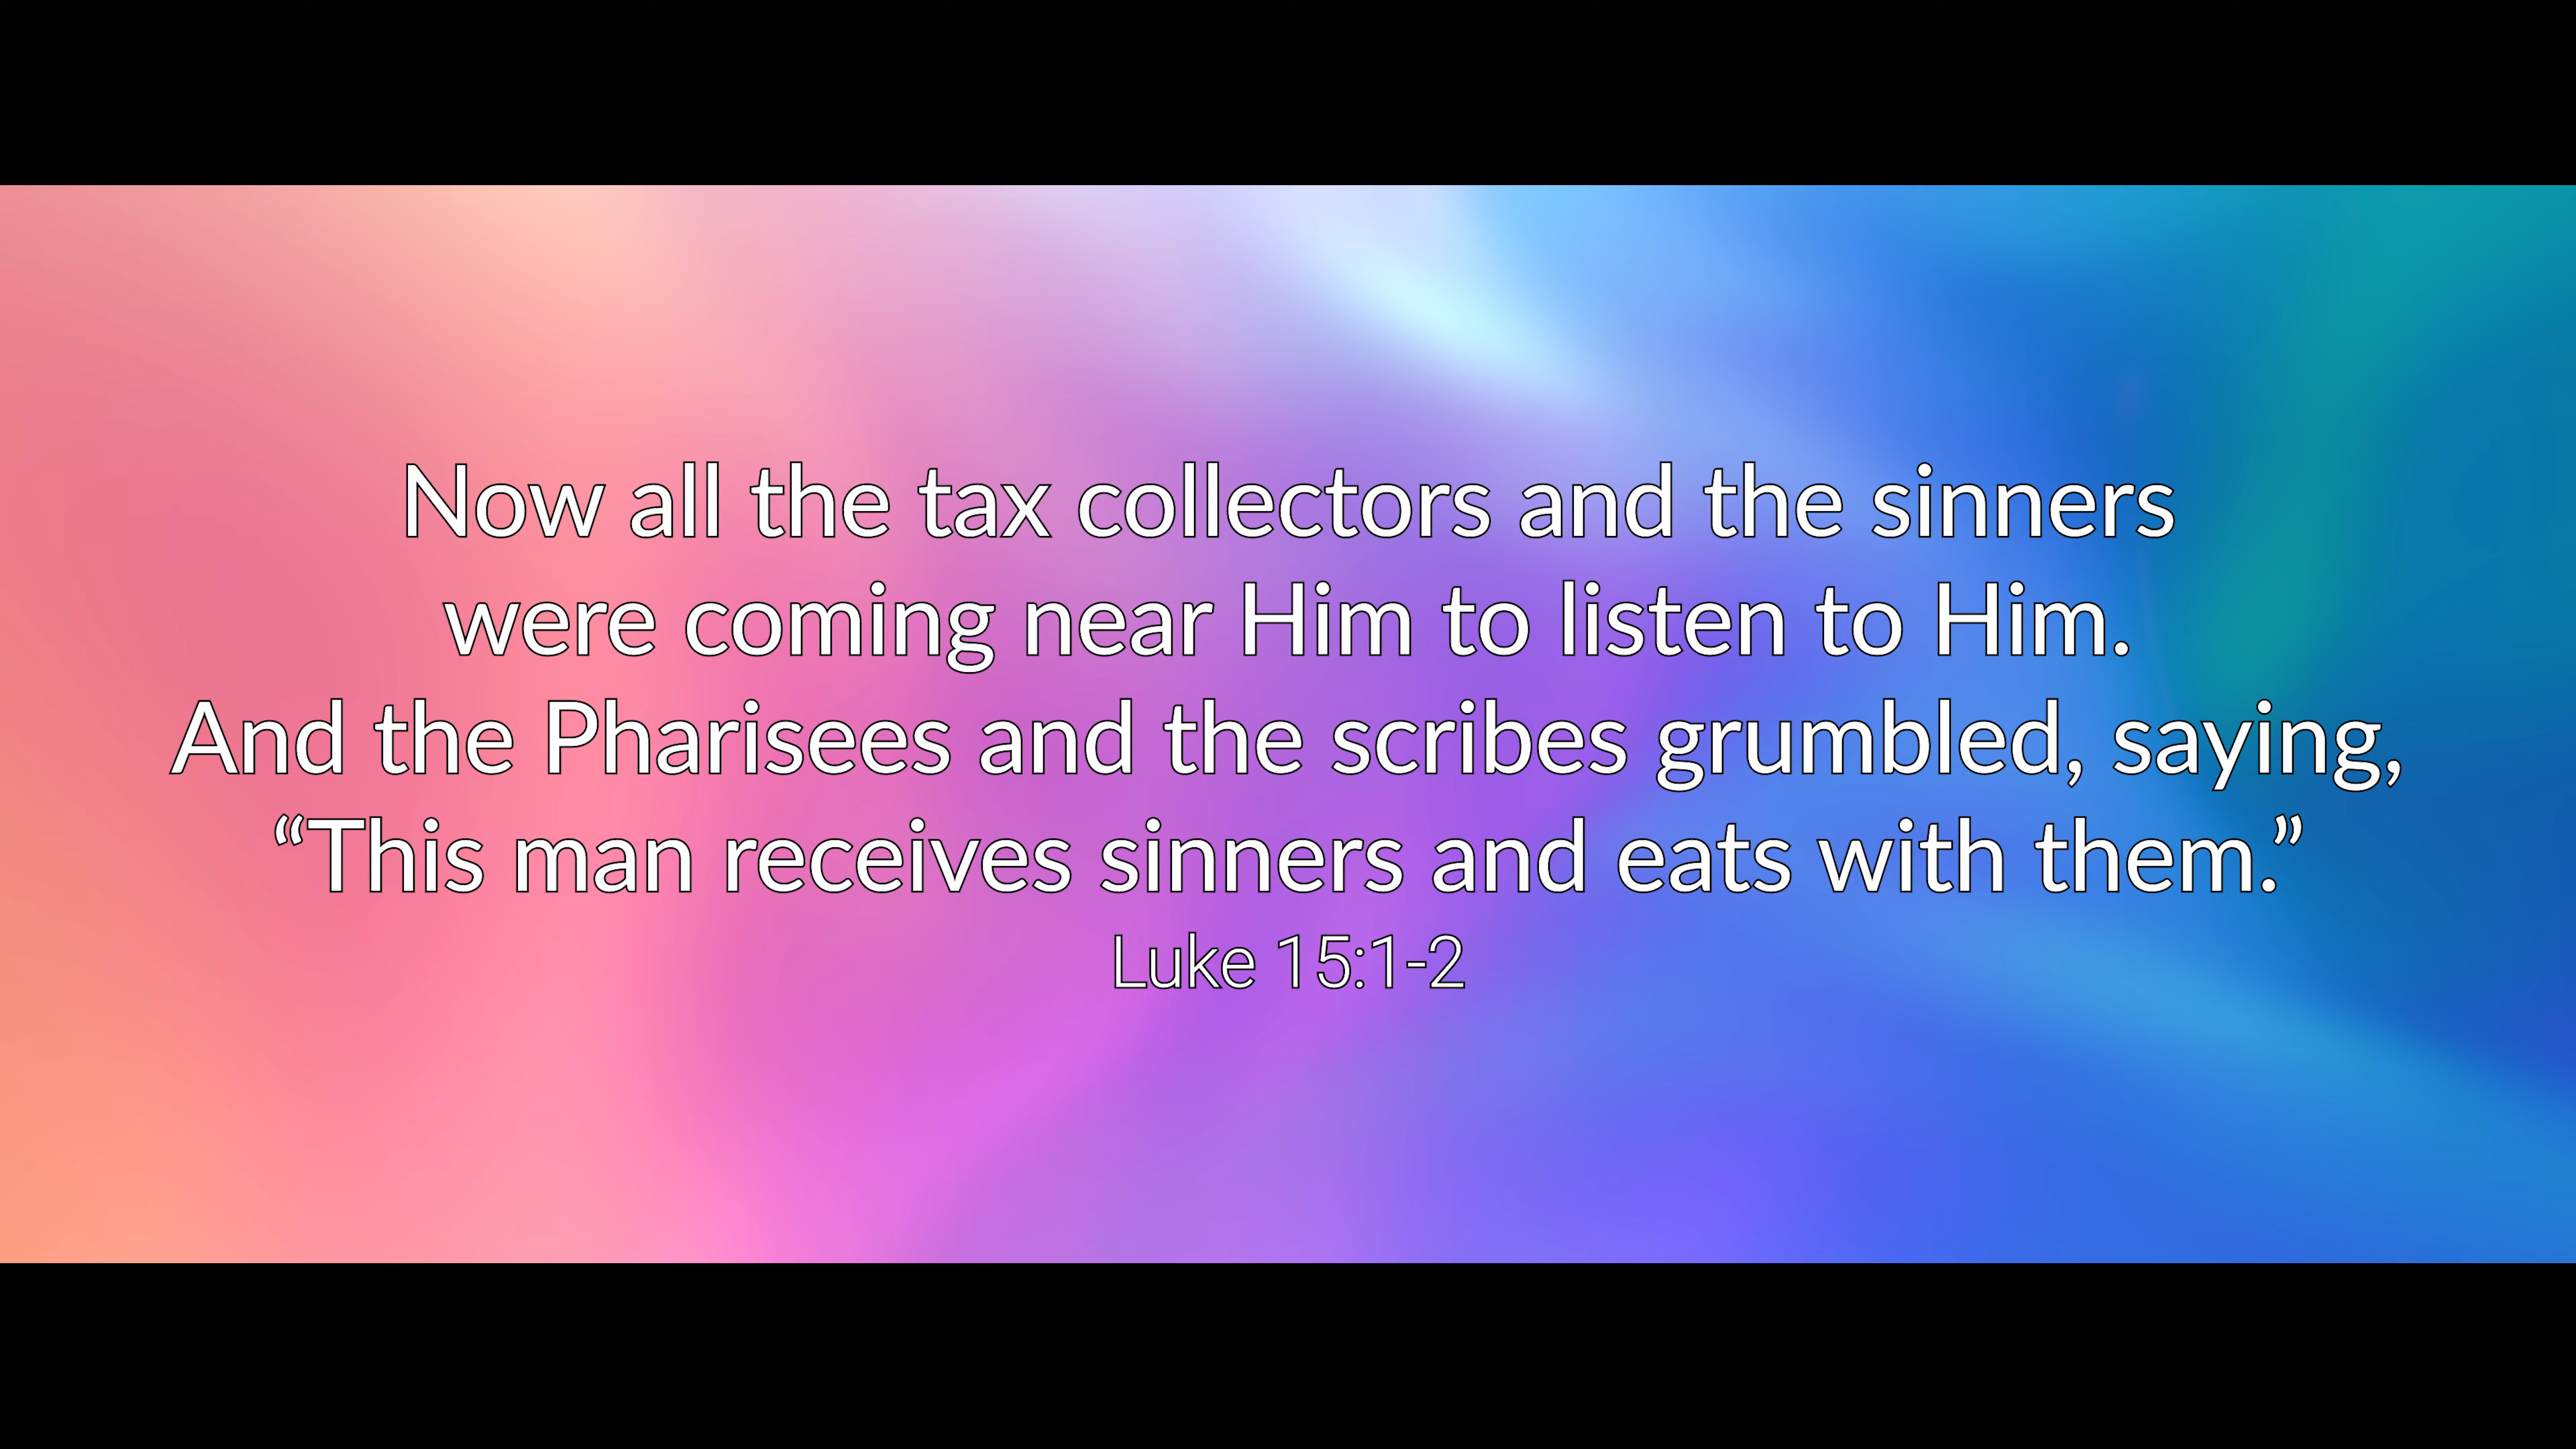 Now all the tax collectors and the sinners
were coming near Him to listen to Him.
And the Pharisees and the scribes grumbled, saying,
“This man receives sinners and eats with them.”
Luke 15:1-2